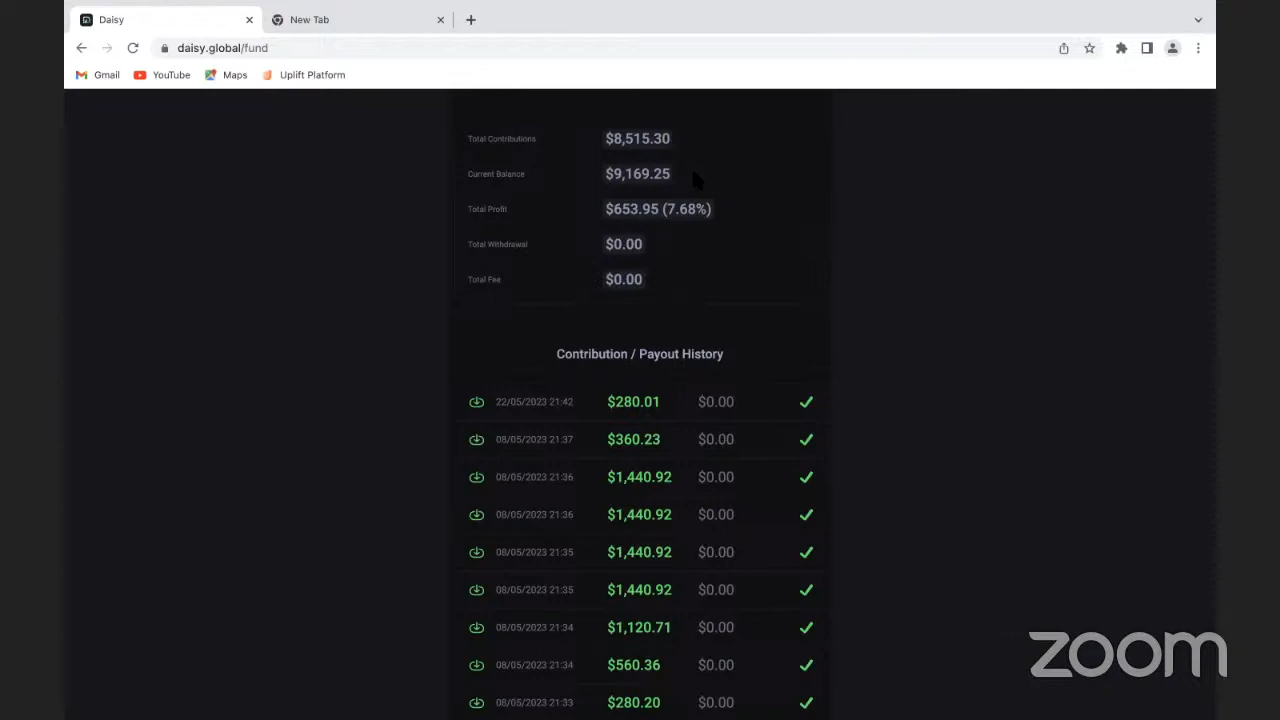 Daisy
New Tab
daisy.global/fund
Gmail YouTube Maps Uplift Platform
Total Contributions $8,515.30
Current Balance $9,169.25
Total Profit $653.95 (7.68%)
Total Withdrawal $0.00
Total Fee $0.00
Contribution / Payout History
22/05/2023 21:42 $280.01 $0.00
08/05/2023 21:37 $360.23 $0.00
08/05/2023 21:36 $1,440.92 $0.00
08/05/2023 21:36 $1,440.92 $0.00
08/05/2023 21:35 $1,440.92 $0.00
08/05/2023 21:35 $1,440.92 $0.00
08/05/2023 21:34 $1,120.71 $0.00
08/05/2023 21:34 $560.36 $0.00
08/05/2023 21:33 $280.20 $0.00
zoom